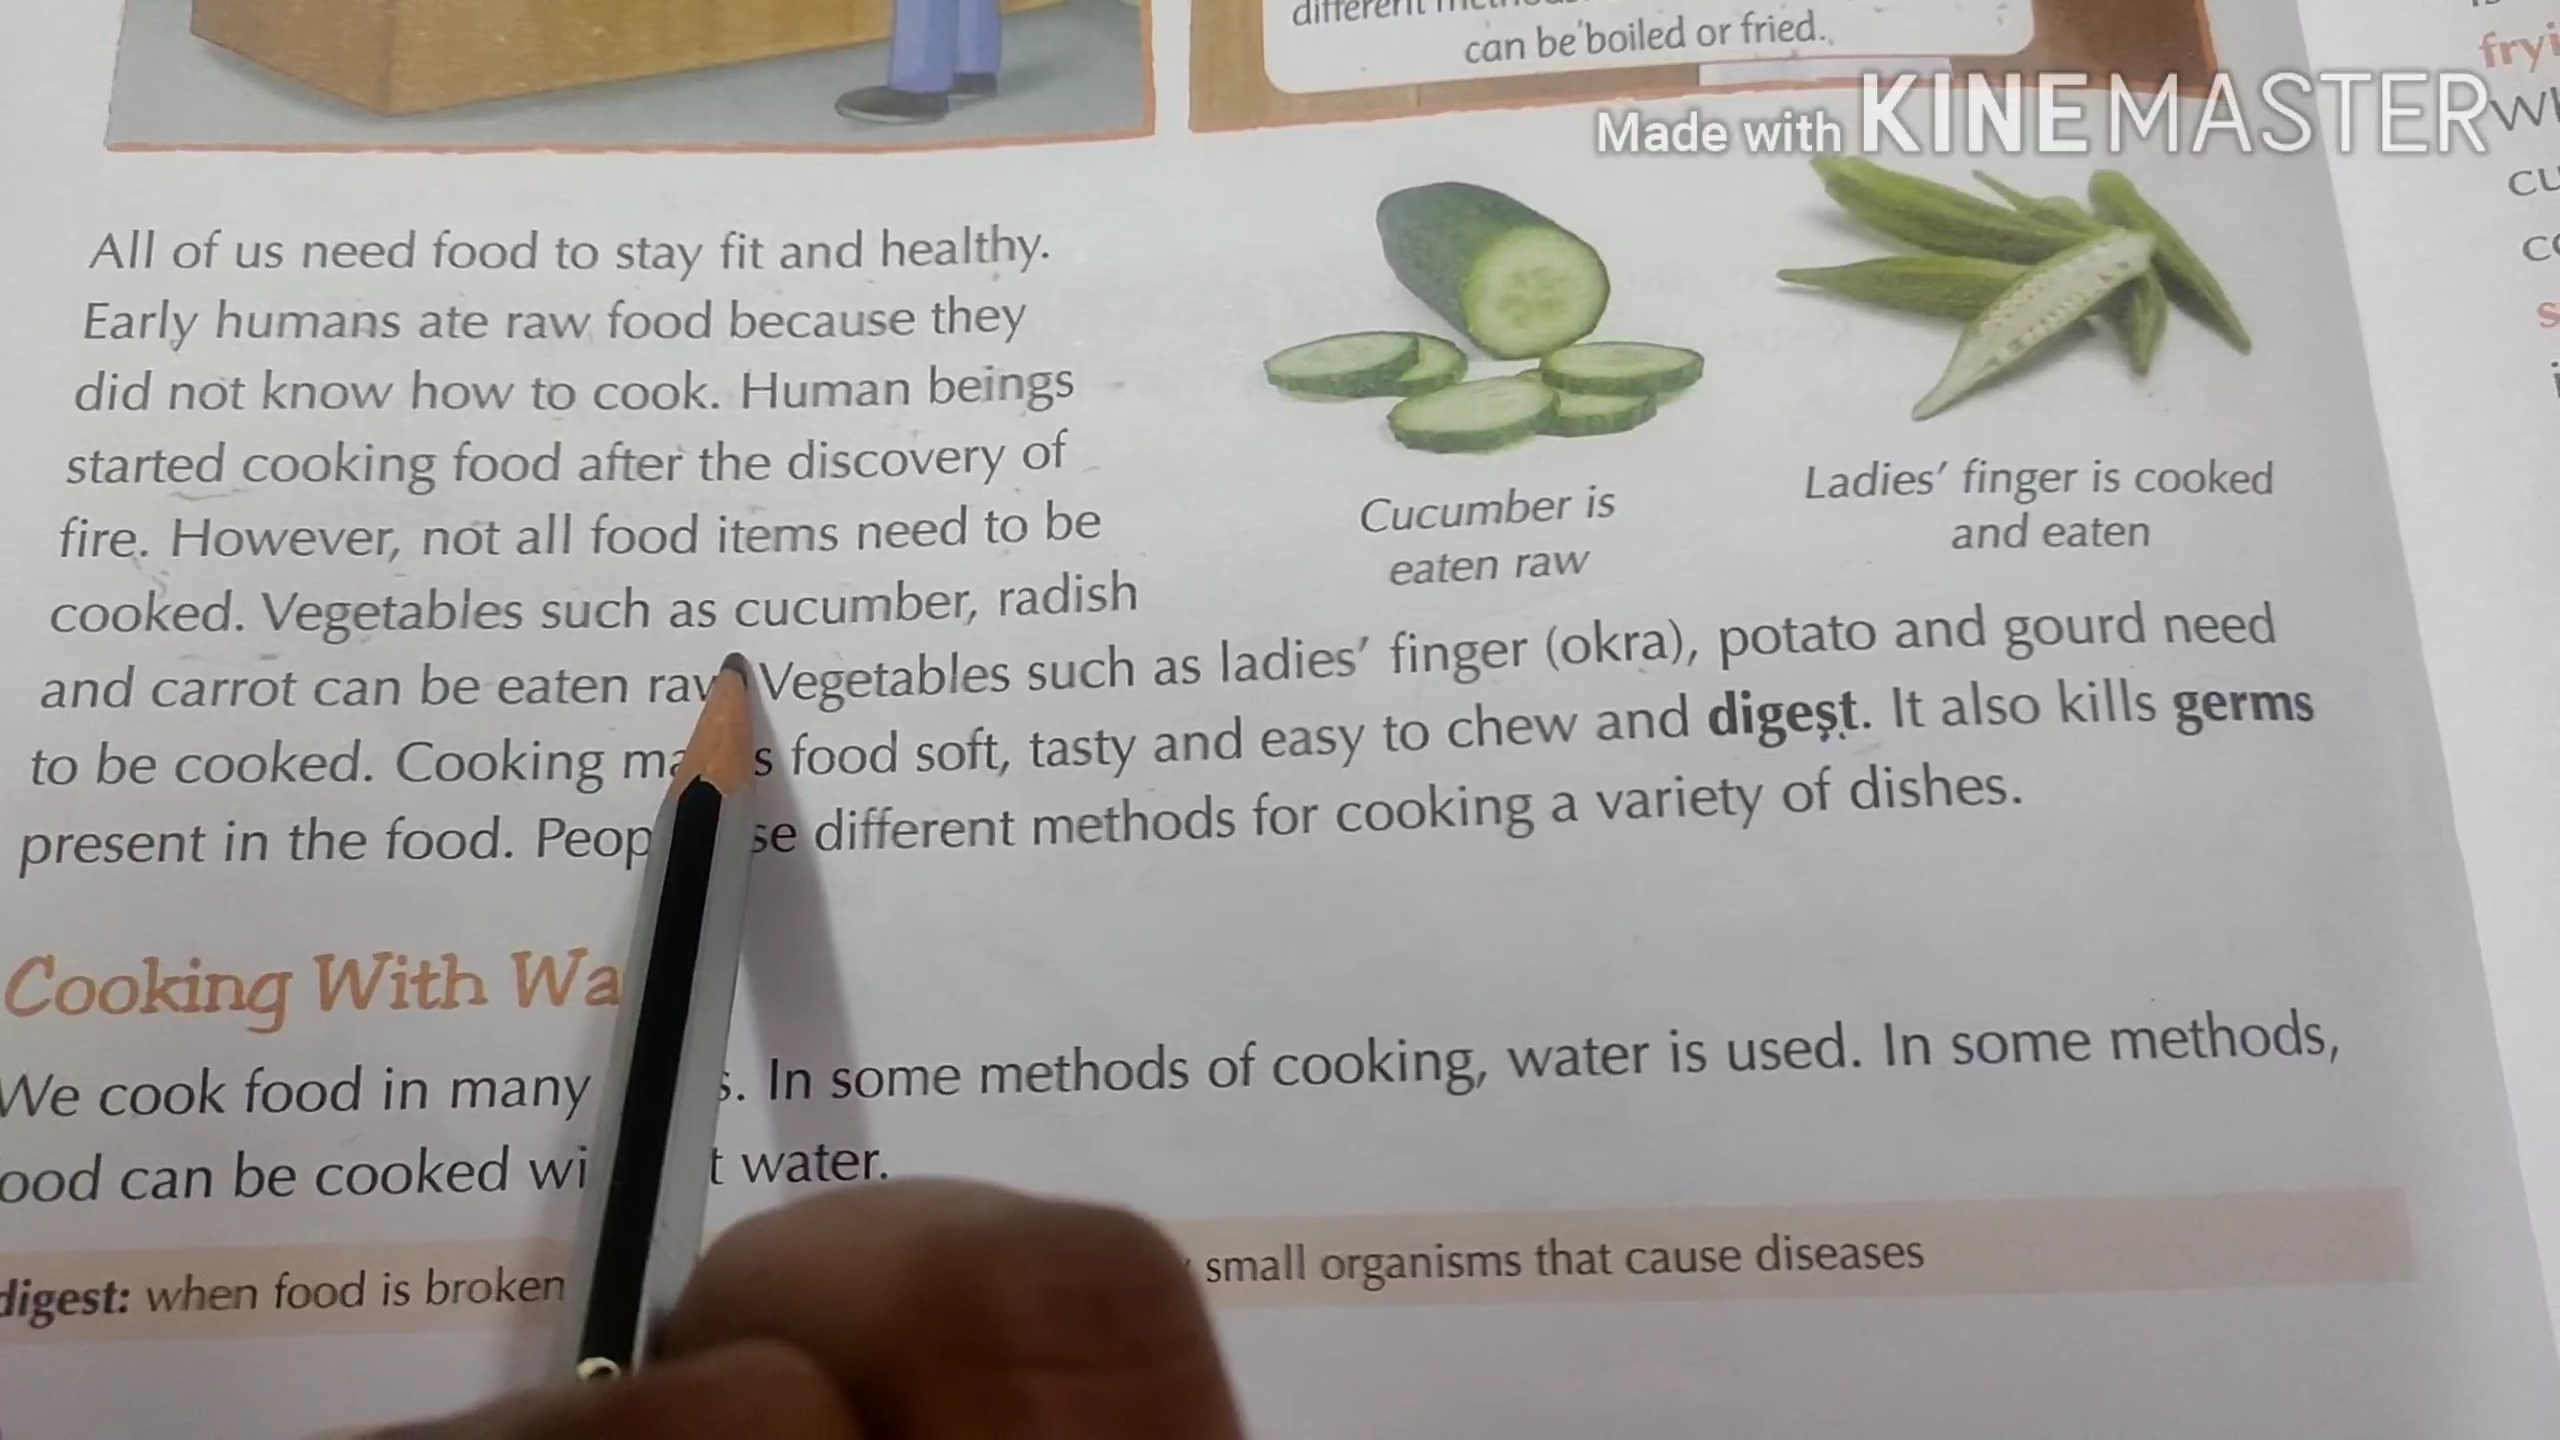 different
can be boiled or fried.
Made with KINEMASTER
All of us need food to stay fit and healthy.
Early humans ate raw food because they
did not know how to cook. Human beings
started cooking food after the discovery of
fire. However, not all food items need to be
cooked. Vegetables such as cucumber, radish
and carrot can be eaten Vegetables such as ladies' finger (okra), potato and gourd need
to be cooked. Cooking food soft, tasty and easy to chew and digest. It also kills germs
present in the food. different methods for cooking a variety of dishes.
Cucumber is
eaten raw
Ladies' finger is cooked
and eaten
Cooking With
We cook food in many In some methods of cooking, water is used. In some methods,
can be cooked water.
digest: when food is broken small organisms that cause diseases